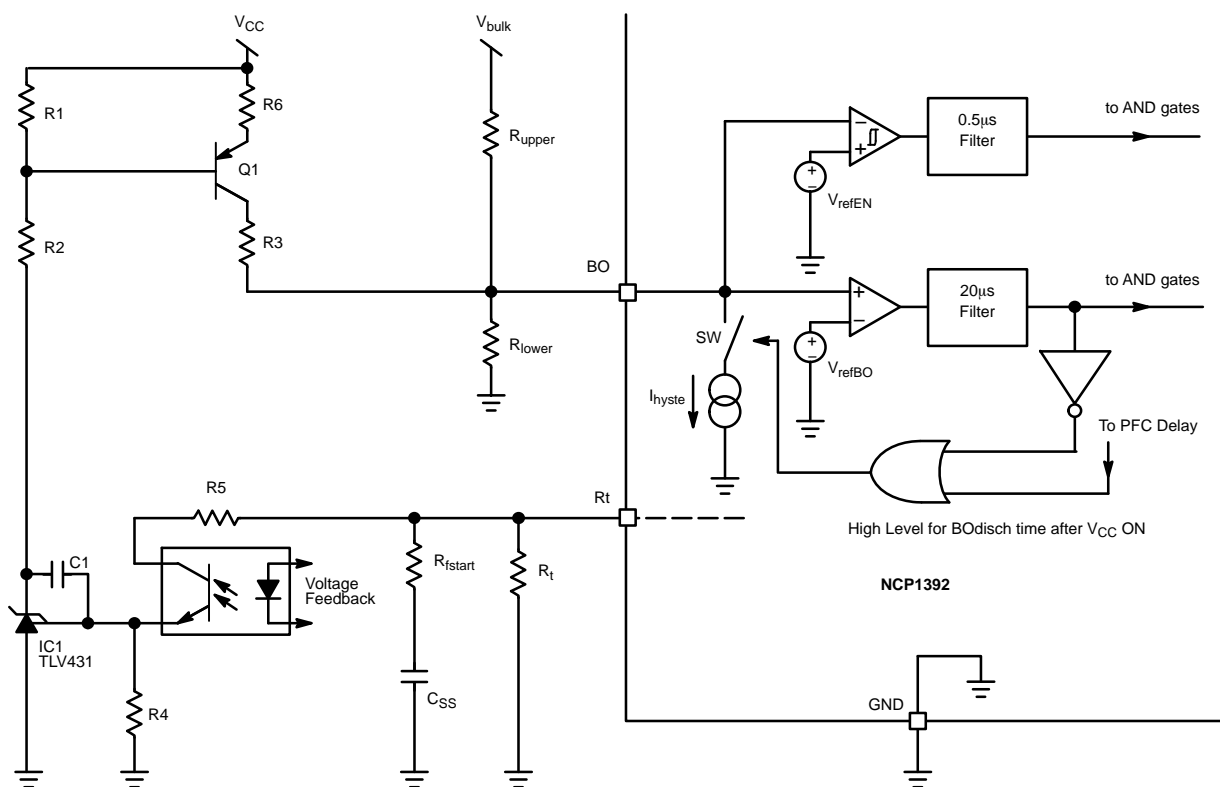 VCC
Vbulk
R1
R6
Rupper
Q1
R2
R3
BO
Rlower
0.5μs
Filter
to AND gates
VrefEN
20μs
Filter
to AND gates
SW
VrefBO
Ihyste
To PFC Delay
High Level for BOdisch time after VCC ON
NCP1392
R5
Rt
C1
Voltage
Feedback
Rfstart
Rt
IC1
TLV431
R4
CSS
GND